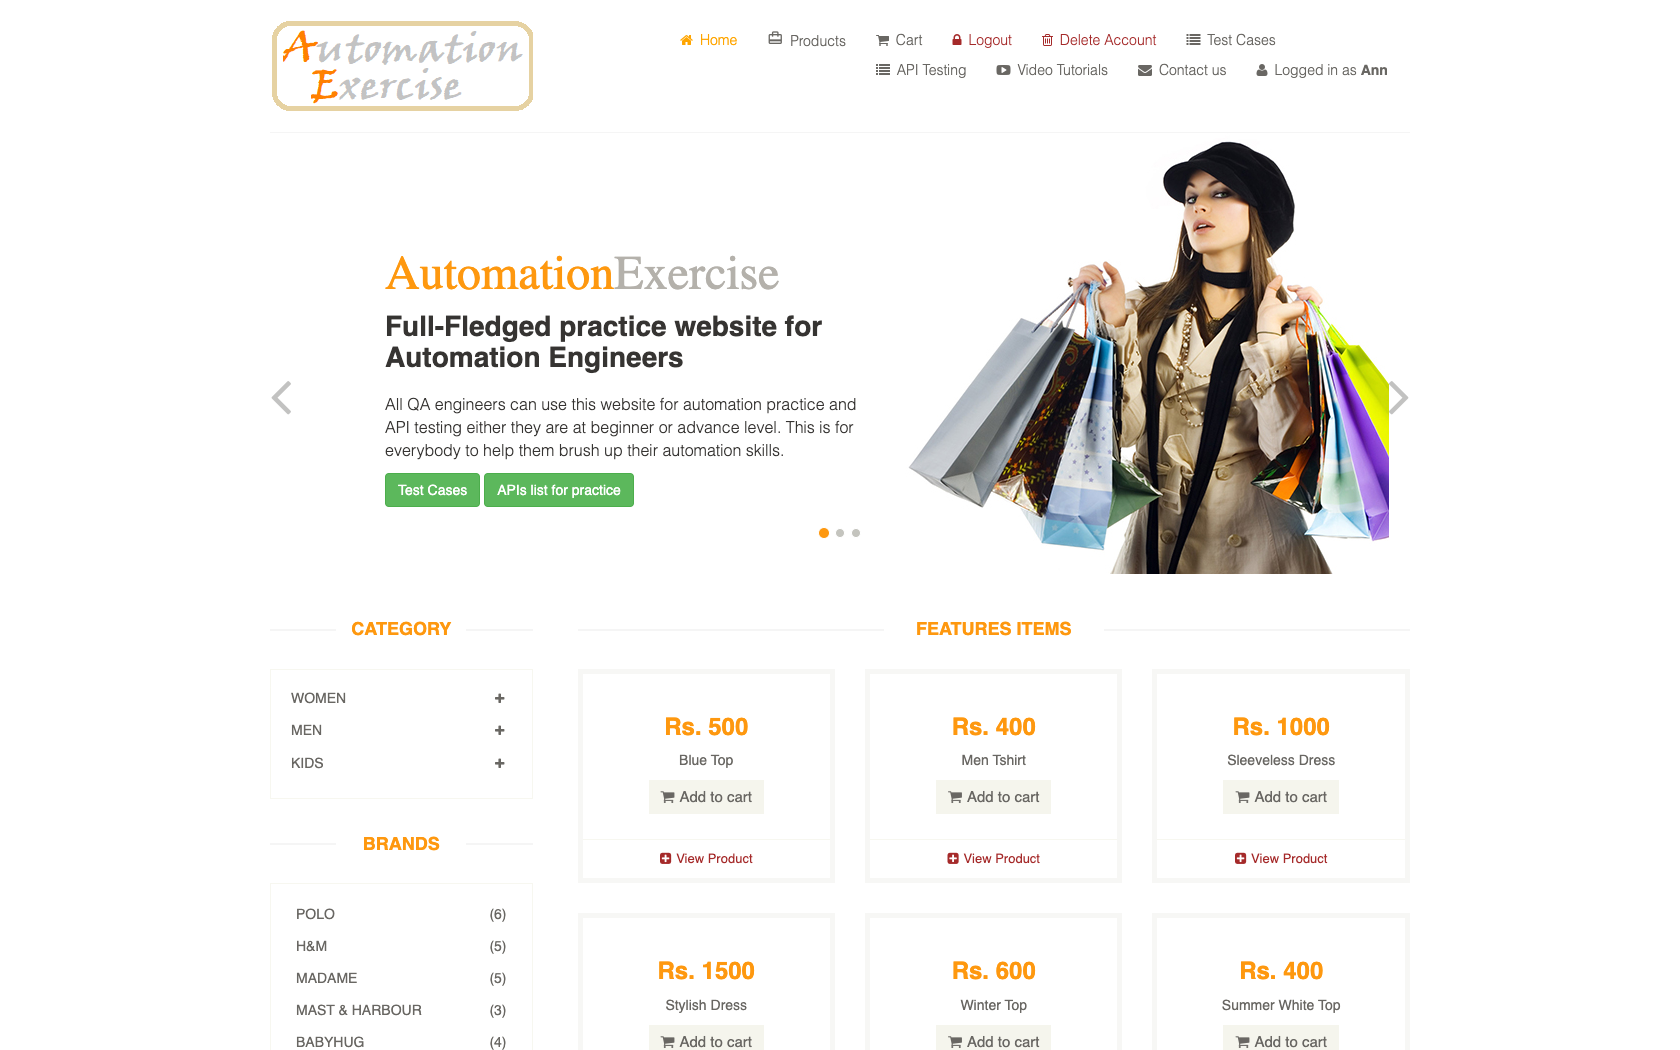 Automation
Exercise
Home
Products
Cart
Logout
Delete Account
Test Cases
API Testing
Video Tutorials
Contact us
Logged in as Ann
AutomationExercise
Full-Fledged practice website for
Automation Engineers
All QA engineers can use this website for automation practice and
API testing either they are at beginner or advance level. This is for
everybody to help them brush up their automation skills.
Test Cases
APIs list for practice
CATEGORY
WOMEN
MEN
KIDS
BRANDS
POLO (6)
H&M (5)
MADAME (5)
MAST & HARBOUR (3)
BABYHUG (4)
FEATURES ITEMS
Rs. 500
Blue Top
Add to cart
View Product
Rs. 400
Men Tshirt
Add to cart
View Product
Rs. 1000
Sleeveless Dress
Add to cart
View Product
Rs. 1500
Stylish Dress
Add to cart
Rs. 600
Winter Top
Add to cart
Rs. 400
Summer White Top
Add to cart